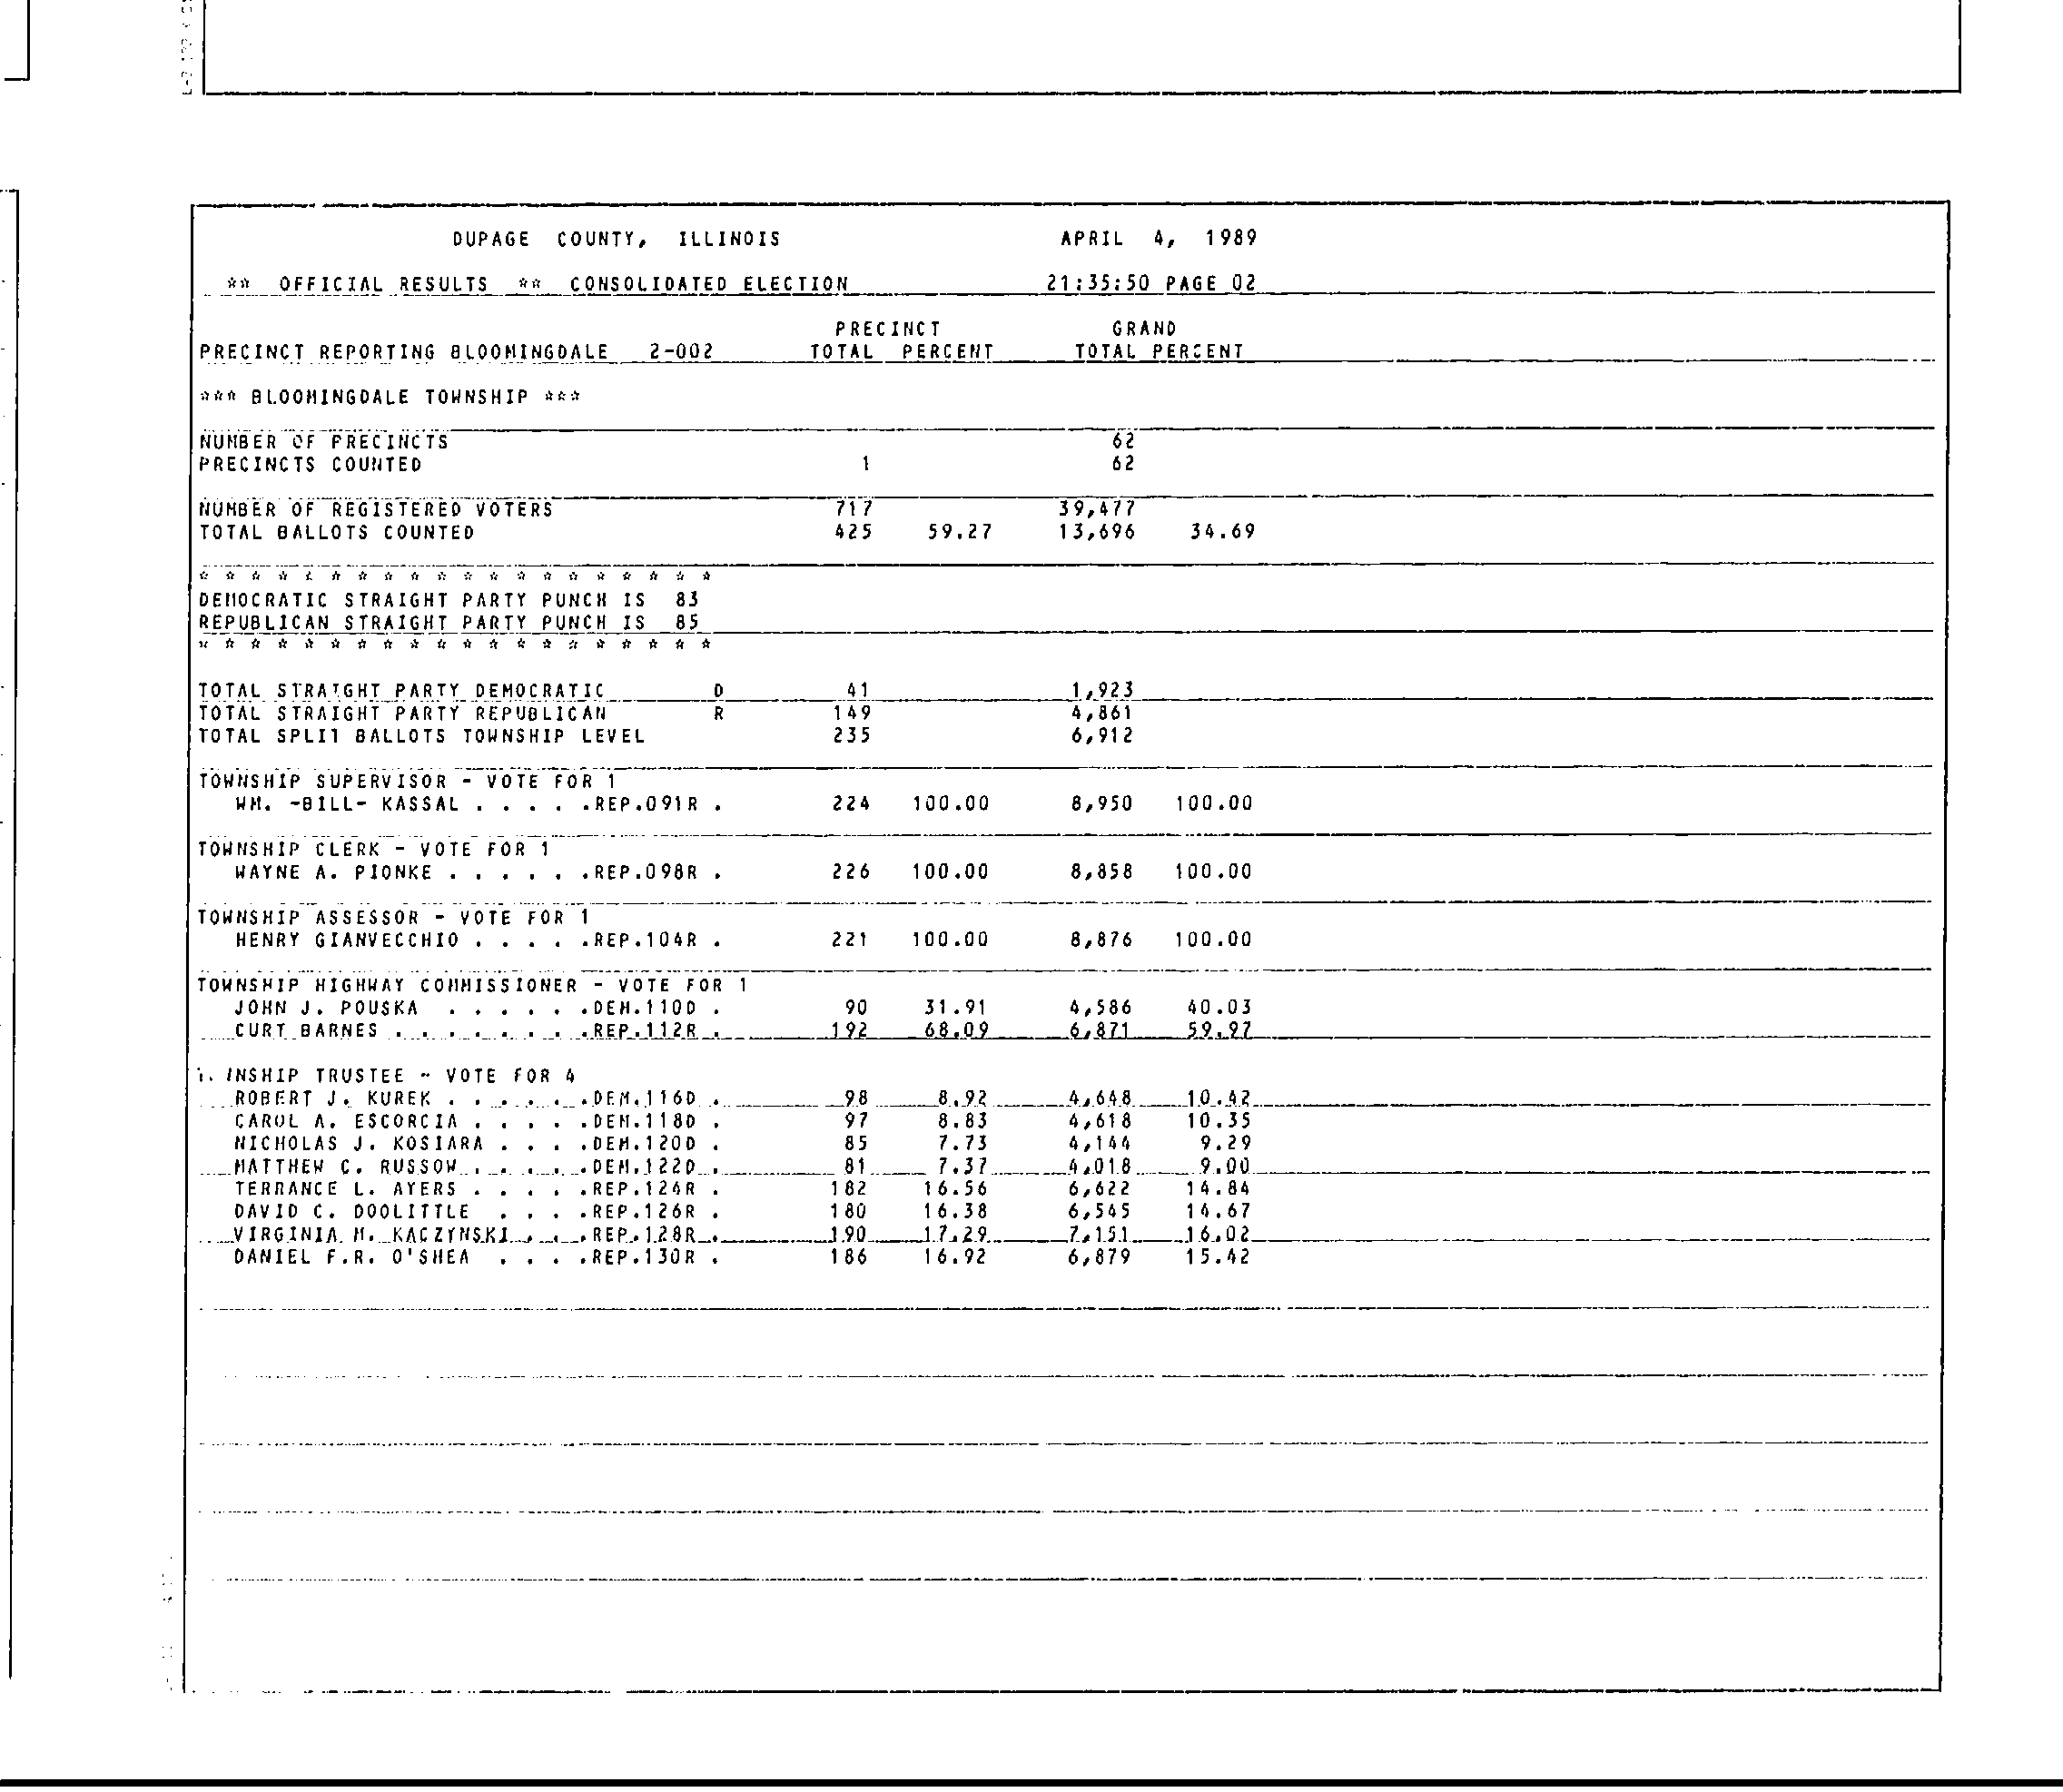 DUPAGE COUNTY, ILLINOIS APRIL 4, 1989
** OFFICIAL RESULTS ** CONSOLIDATED ELECTION 21:35:50 PAGE 02
PRECINCT GRAND
PRECINCT REPORTING BLOOMINGDALE 2-002 TOTAL PERCENT TOTAL PERCENT
*** BLOOMINGDALE TOWNSHIP ***
NUMBER OF PRECINCTS 62
PRECINCTS COUNTED 1 62
NUMBER OF REGISTERED VOTERS 717 39,477
TOTAL BALLOTS COUNTED 425 59.27 13,696 34.69
* * * * * * * * * * * * * * * * * * * *
DEMOCRATIC STRAIGHT PARTY PUNCH IS 83
REPUBLICAN STRAIGHT PARTY PUNCH IS 85
* * * * * * * * * * * * * * * * * * * *
TOTAL STRAIGHT PARTY DEMOCRATIC D 41 1,923
TOTAL STRAIGHT PARTY REPUBLICAN R 149 4,861
TOTAL SPLIT BALLOTS TOWNSHIP LEVEL 235 6,912
TOWNSHIP SUPERVISOR - VOTE FOR 1
WM. -BILL- KASSAL . . . . .REP.091R . 224 100.00 8,950 100.00
TOWNSHIP CLERK - VOTE FOR 1
WAYNE A. PIONKE . . . . . .REP.098R . 226 100.00 8,858 100.00
TOWNSHIP ASSESSOR - VOTE FOR 1
HENRY GIANVECCHIO . . . . .REP.104R . 221 100.00 8,876 100.00
TOWNSHIP HIGHWAY COMMISSIONER - VOTE FOR 1
JOHN J. POUSKA . . . . . .DEM.110D . 90 31.91 4,586 40.03
CURT BARNES . . . . . . . .REP.112R . 192 68.09 6,871 59.97
INSHIP TRUSTEE - VOTE FOR 4
ROBERT J. KUREK . . . . . .DEM.116D . 98 8.92 4,648 10.42
CAROL A. ESCORCIA . . . . .DEM.118D . 97 8.83 4,618 10.35
NICHOLAS J. KOSIARA . . . .DEM.120D . 85 7.73 4,144 9.29
MATTHEW C. RUSSOW . . . . .DEM.122D . 81 7.37 4,018 9.00
TERRANCE L. AYERS . . . . .REP.124R . 182 16.56 6,622 14.84
DAVID C. DOOLITTLE . . . .REP.126R . 180 16.38 6,545 14.67
VIRGINIA M. KACZYNSKI . . .REP.128R . 190 17.29 7,151 16.02
DANIEL F.R. O'SHEA . . . .REP.130R . 186 16.92 6,879 15.42